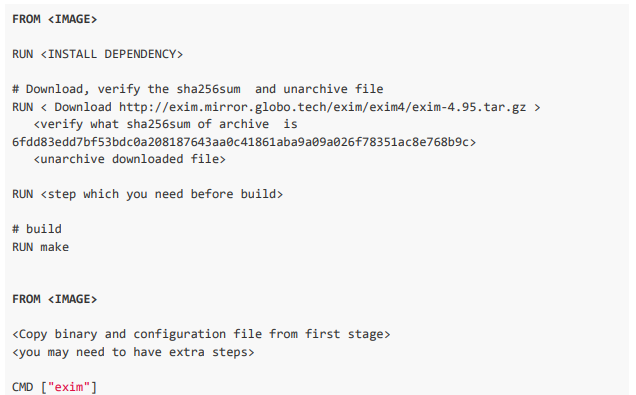 FROM <IMAGE>
RUN <INSTALL DEPENDENCY>
# Download, verify the sha256sum  and unarchive file
RUN < Download http://exim.mirror.globo.tech/exim/exim4/exim-4.95.tar.gz >
   <verify what sha256sum of archive  is
6fdd83edd7bf53bdc0a208187643aa0c41861aba9a09a026f78351ac8e768b9c>
   <unarchive downloaded file>
RUN <step which you need before build>
# build
RUN make
FROM <IMAGE>
<Copy binary and configuration file from first stage>
<you may need to have extra steps>
CMD ["exim"]